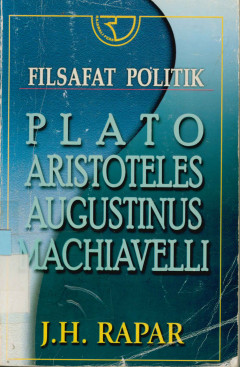 FILSAFAT POLITIK
PLATO
ARISTOTELES
AUGUSTINUS
MACHIAVELLI
J.H. RAPAR